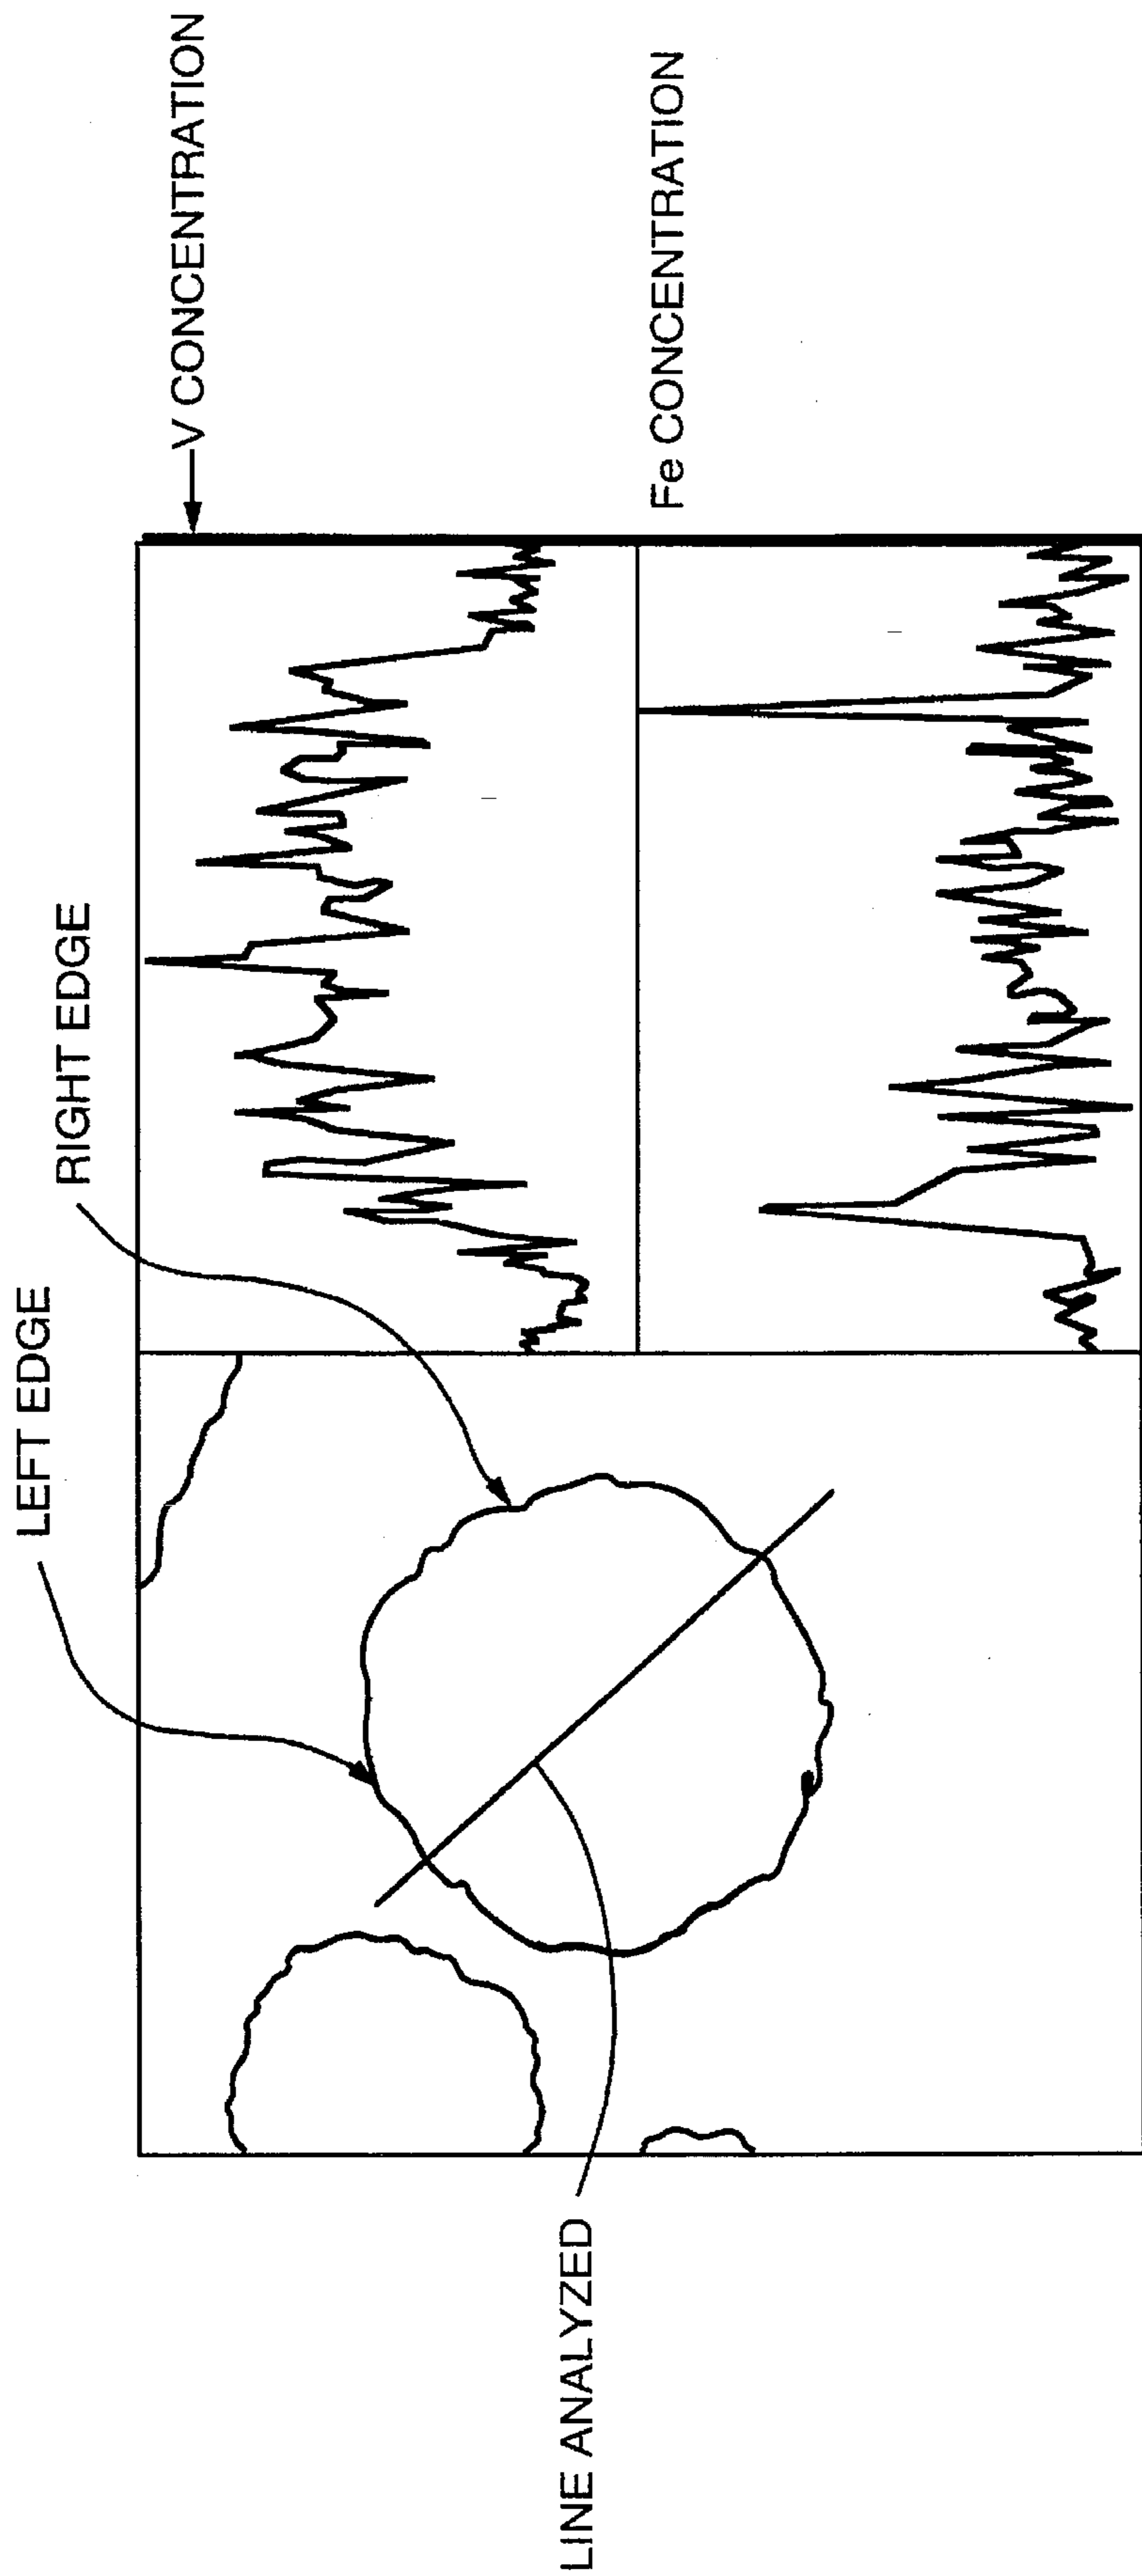 LEFT EDGE
RIGHT EDGE
V CONCENTRATION
Fe CONCENTRATION
LINE ANALYZED